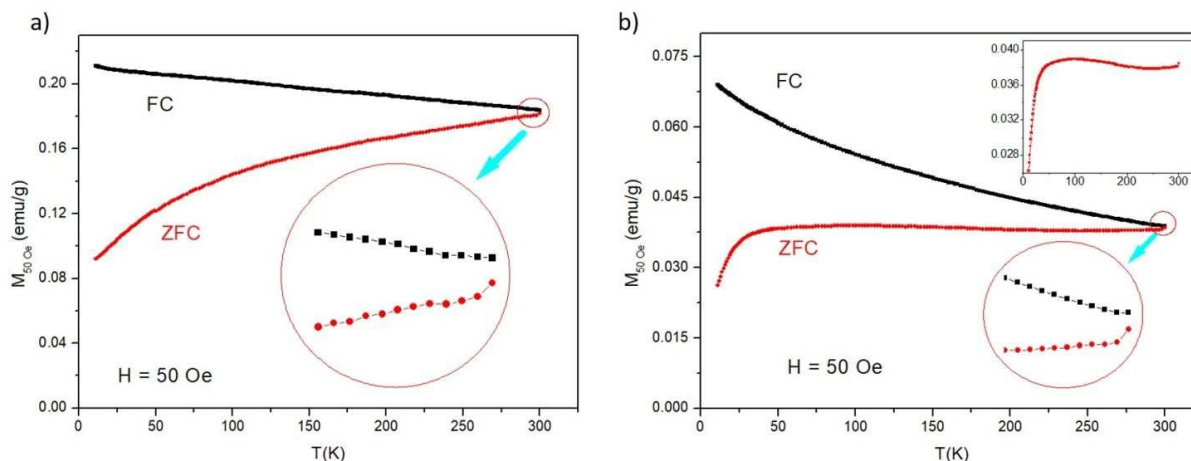 a)
FC
ZFC
H = 50 Oe
M50 Oe (emu/g)
0.20
0.16
0.12
0.08
0.04
0.00
0 50 100 150 200 250 300
T(K)
b)
FC
ZFC
H = 50 Oe
M50 Oe (emu/g)
0.075
0.060
0.045
0.030
0.015
0.000
0 50 100 150 200 250 300
T(K)
0.040
0.036
0.032
0.028
0 100 200 300